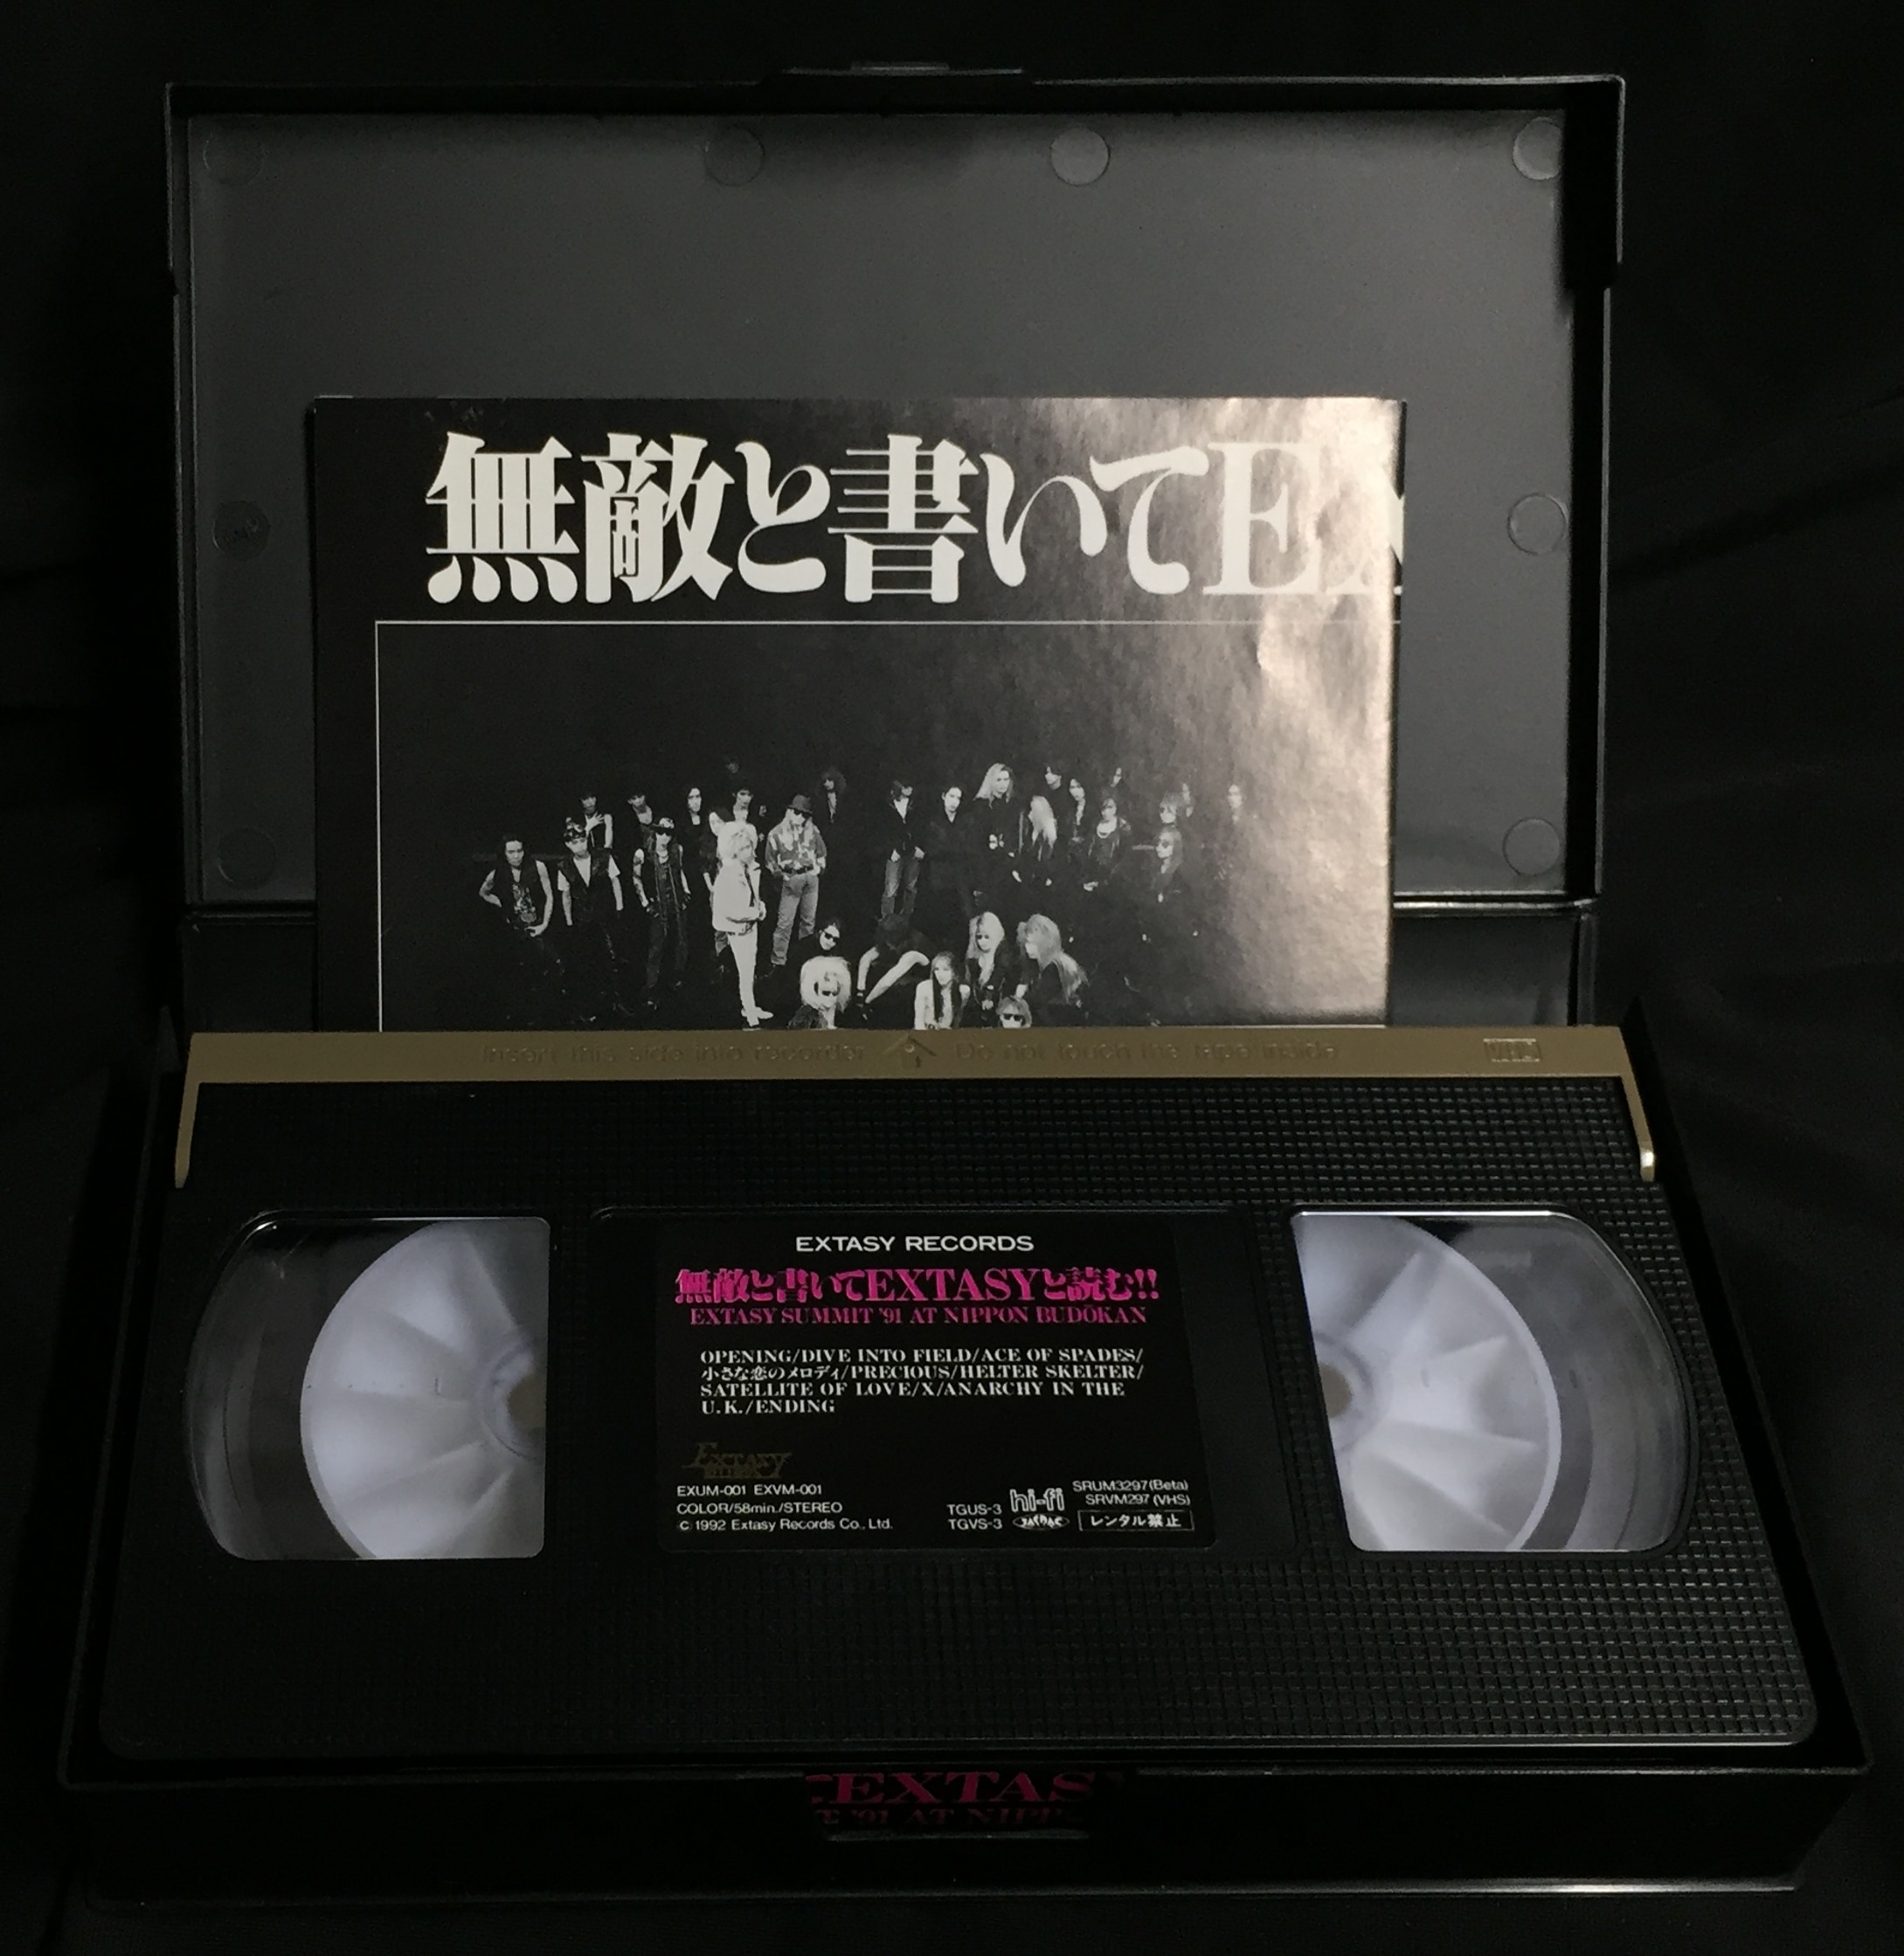 無敵と書いてEX
Insert this side into recorder Do not touch the tape inside
VHS
EXTASY RECORDS
無敵と書いてEXTASYと読む!!
EXTASY SUMMIT '91 AT NIPPON BUDŌKAN
OPENING/DIVE INTO FIELD/ACE OF SPADES/
小さな恋のメロディ/PRECIOUS/HELTER SKELTER/
SATELLITE OF LOVE/X/ANARCHY IN THE
U.K./ENDING
EXTASY
EXUM-001 EXVM-001
COLOR/58min./STEREO
© 1992 Extasy Records Co., Ltd.
TGUS-3
TGVS-3
hi-fi
JASRAC
SRUM3297(Beta)
SRVM297 (VHS)
レンタル禁止
EXTAS
'91 AT NIPP